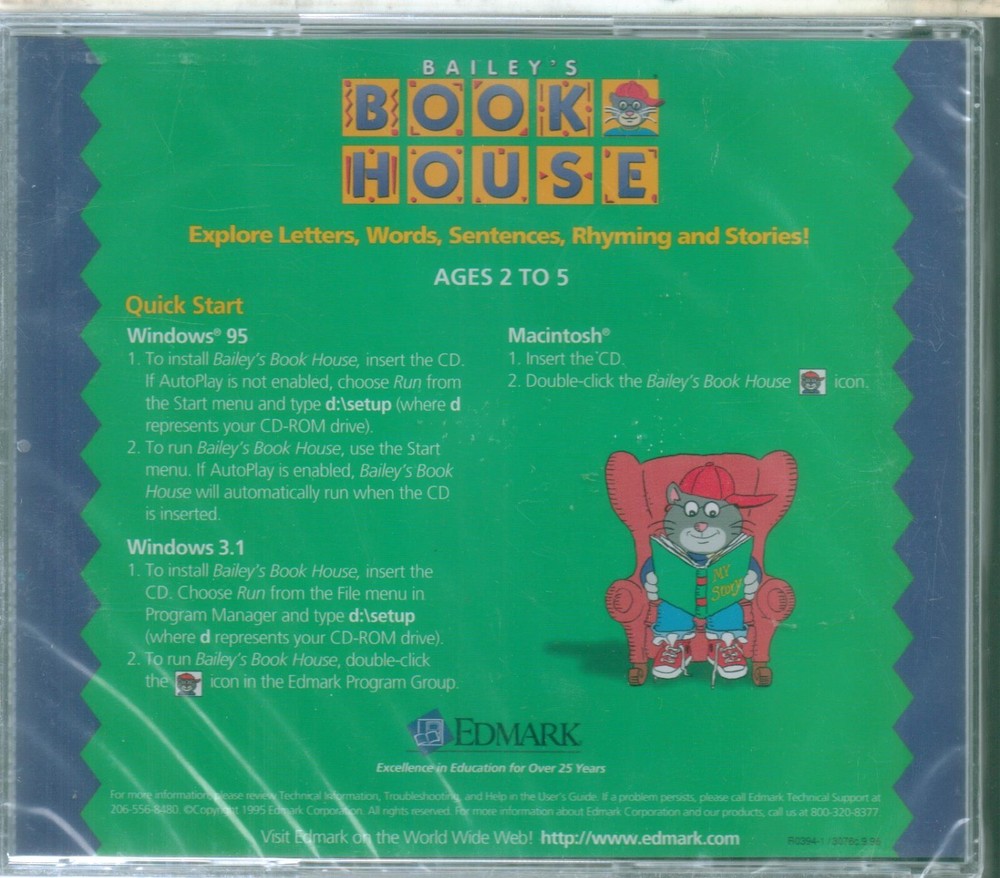 BAILEY'S
BOOK
HOUSE
Explore Letters, Words, Sentences, Rhyming and Stories!
AGES 2 TO 5
Quick Start
Windows® 95
1. To install Bailey's Book House, insert the CD.
If AutoPlay is not enabled, choose Run from
the Start menu and type d:\setup (where d
represents your CD-ROM drive).
2. To run Bailey's Book House, use the Start
menu. If AutoPlay is enabled, Bailey's Book
House will automatically run when the CD
is inserted.
Windows 3.1
1. To install Bailey's Book House, insert the
CD. Choose Run from the File menu in
Program Manager and type d:\setup
(where d represents your CD-ROM drive).
2. To run Bailey's Book House, double-click
the icon in the Edmark Program Group.
Macintosh®
1. Insert the CD.
2. Double-click the Bailey's Book House icon.
My
Story
EDMARK
Excellence in Education for Over 25 Years
For more information, please review Technical Information, Troubleshooting, and Help in the User's Guide. If a problem persists, please call Edmark Technical Support at
206-556-8480. ©Copyright 1995 Edmark Corporation. All rights reserved. For more information about Edmark Corporation and our products, call us at 800-320-8377.
Visit Edmark on the World Wide Web! http://www.edmark.com